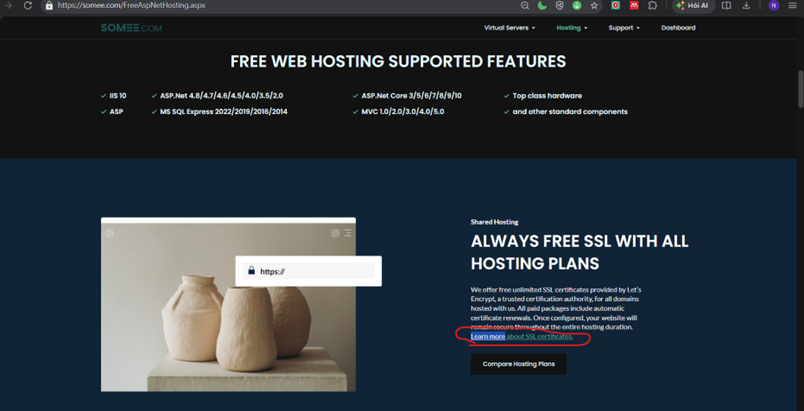 https://somee.com/FreeAspNetHosting.aspx
Hỏi AI
N
SOMEE.COM
Virtual Servers
Hosting
Support
Dashboard
FREE WEB HOSTING SUPPORTED FEATURES
IIS 10
ASP.Net 4.8/4.7/4.6/4.5/4.0/3.5/2.0
ASP.Net Core 3/5/6/7/8/9/10
Top class hardware
ASP
MS SQL Express 2022/2019/2016/2014
MVC 1.0/2.0/3.0/4.0/5.0
and other standard components
https://
Shared Hosting
ALWAYS FREE SSL WITH ALL
HOSTING PLANS
We offer free unlimited SSL certificates provided by Let's
Encrypt, a trusted certification authority, for all domains
hosted with us. All paid packages include automatic
certificate renewals. Once configured, your website will
remain secure throughout the entire hosting duration.
Learn more about SSL certificates.
Compare Hosting Plans